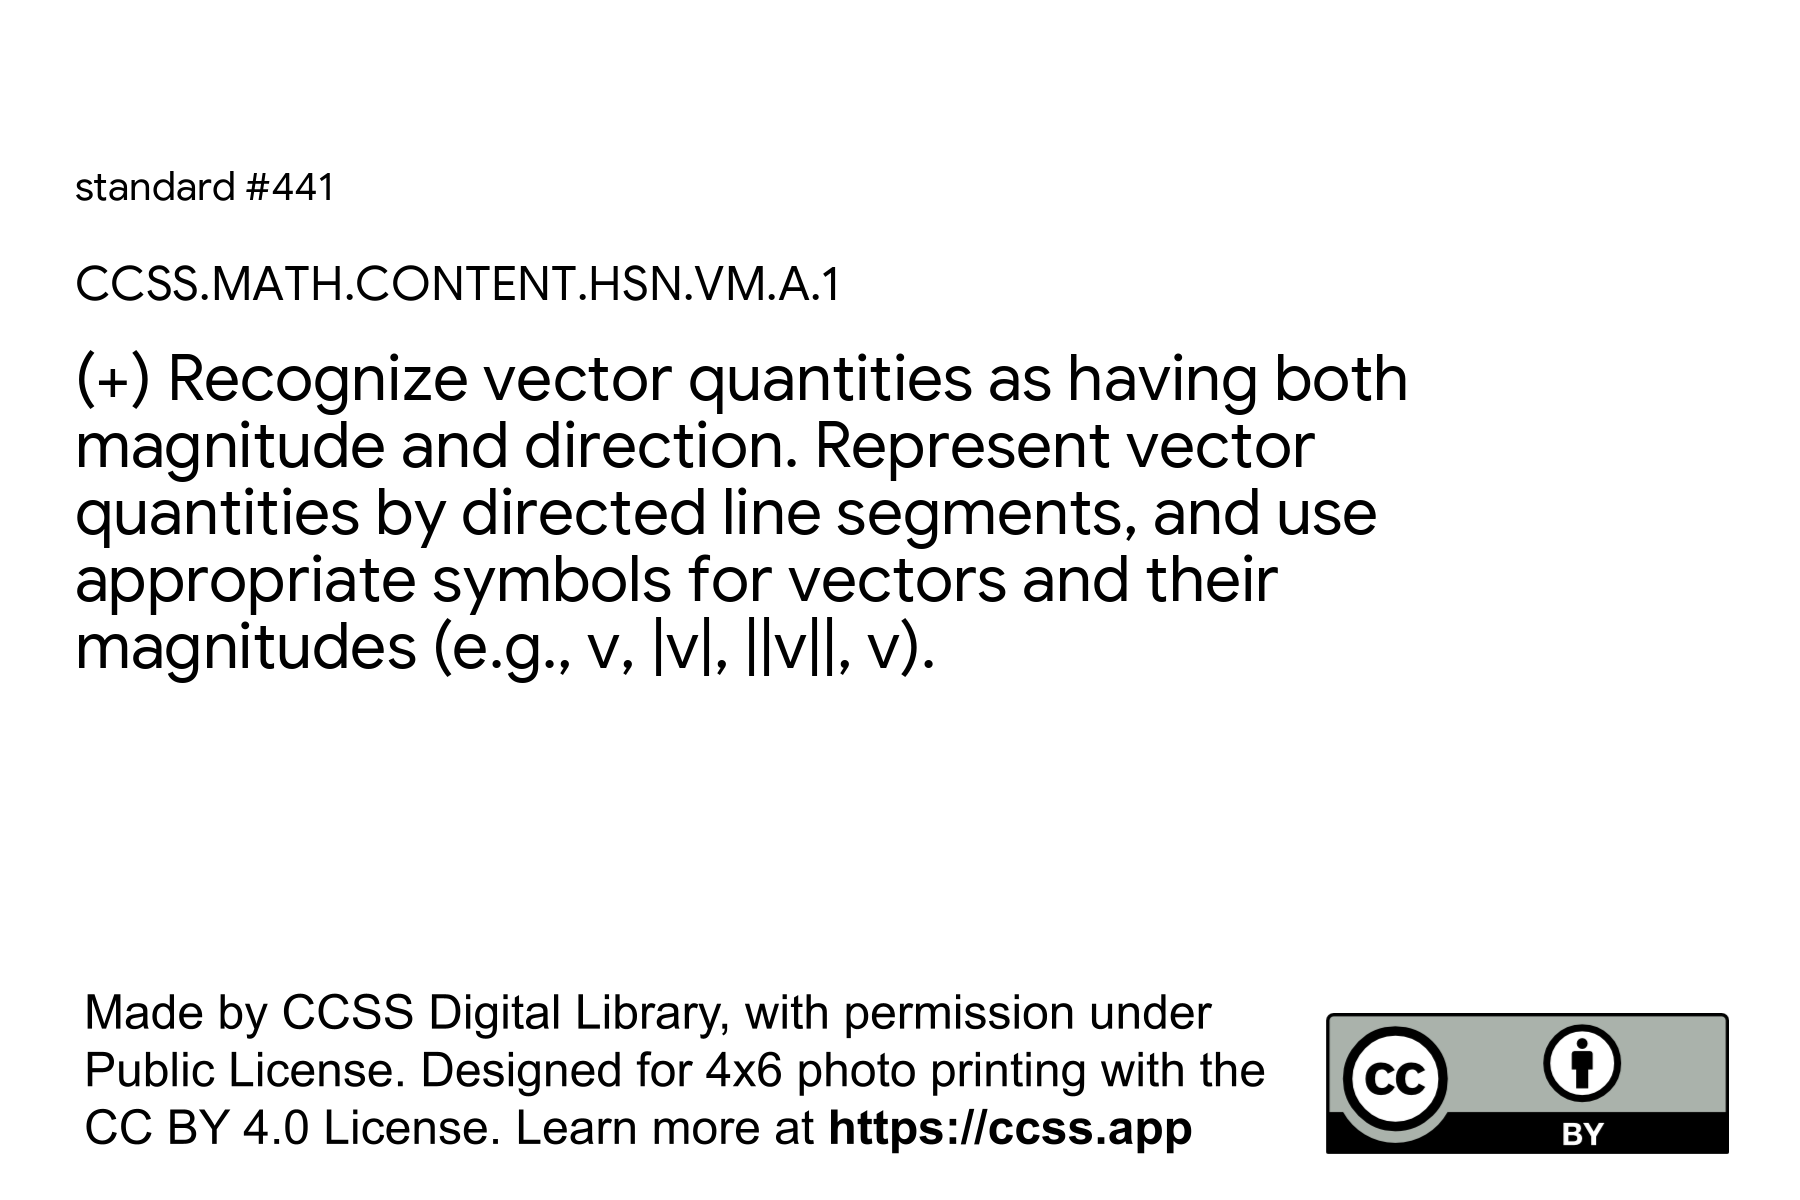 standard #441
CCSS.MATH.CONTENT.HSN.VM.A.1
(+) Recognize vector quantities as having both
magnitude and direction. Represent vector
quantities by directed line segments, and use
appropriate symbols for vectors and their
magnitudes (e.g., v, |v|, ||v||, v).
Made by CCSS Digital Library, with permission under
Public License. Designed for 4x6 photo printing with the
CC BY 4.0 License. Learn more at https://ccss.app
CC
BY